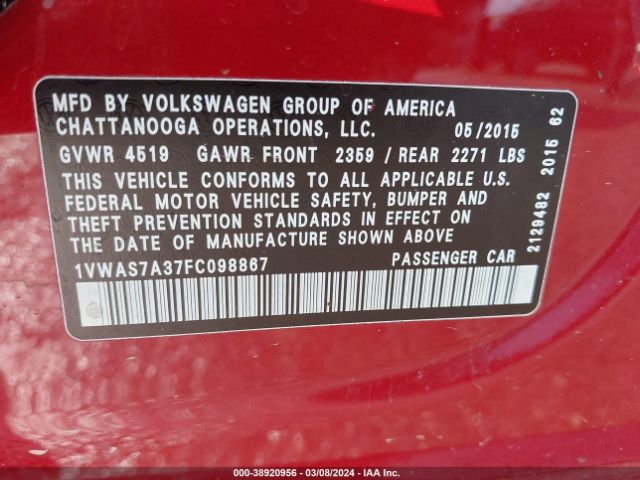 MFD BY VOLKSWAGEN GROUP OF AMERICA
CHATTANOOGA OPERATIONS, LLC. 05/2015
GVWR 4519 GAWR FRONT 2359 / REAR 2271 LBS
THIS VEHICLE CONFORMS TO ALL APPLICABLE U.S.
FEDERAL MOTOR VEHICLE SAFETY, BUMPER AND
THEFT PREVENTION STANDARDS IN EFFECT ON
THE DATE OF MANUFACTURE SHOWN ABOVE
1VWAS7A37FC098867 PASSENGER CAR
2129482 2015 62
000-38920956 - 03/08/2024 - IAA Inc.